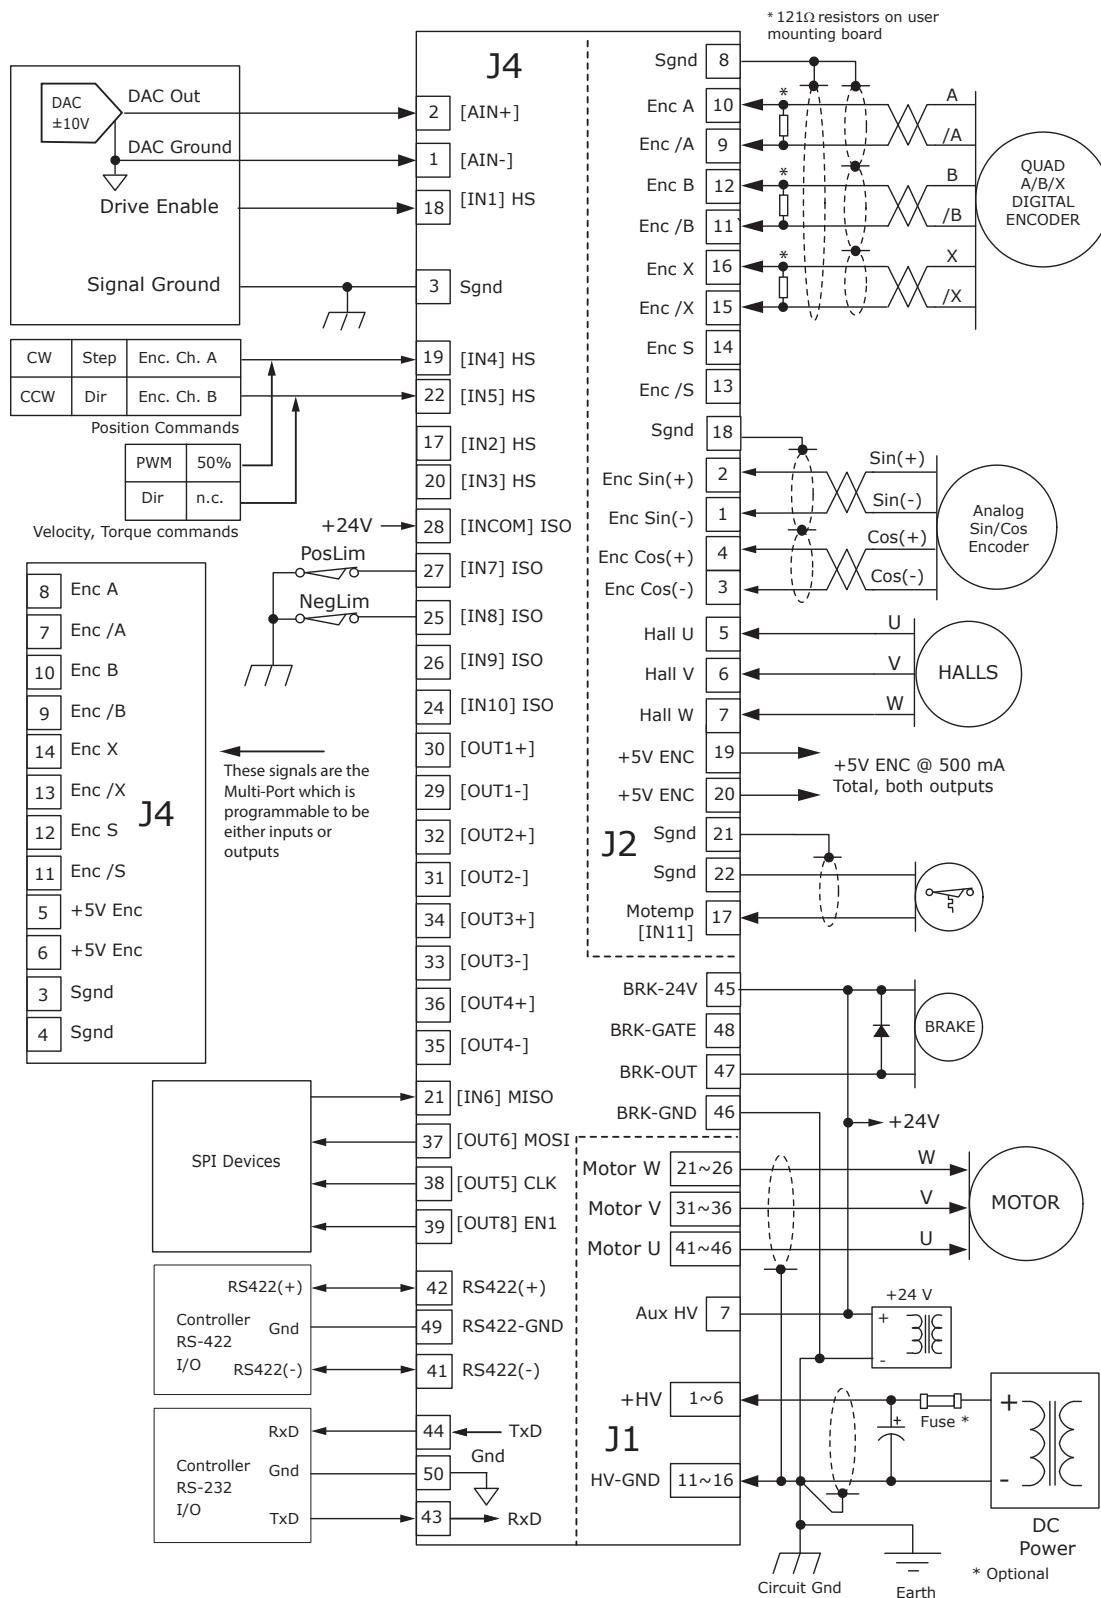 * 121Ω resistors on user
mounting board
J4
DAC
±10V
DAC Out
DAC Ground
Drive Enable
Signal Ground
2 [AIN+]
1 [AIN-]
18 [IN1] HS
3 Sgnd
CW Step Enc. Ch. A
CCW Dir Enc. Ch. B
Position Commands
PWM 50%
Dir n.c.
Velocity, Torque commands
19 [IN4] HS
22 [IN5] HS
17 [IN2] HS
20 [IN3] HS
+24V
28 [INCOM] ISO
PosLim
27 [IN7] ISO
NegLim
25 [IN8] ISO
26 [IN9] ISO
24 [IN10] ISO
30 [OUT1+]
29 [OUT1-]
32 [OUT2+]
31 [OUT2-]
34 [OUT3+]
33 [OUT3-]
36 [OUT4+]
35 [OUT4-]
8 Enc A
7 Enc /A
10 Enc B
9 Enc /B
14 Enc X
13 Enc /X
12 Enc S
11 Enc /S
5 +5V Enc
6 +5V Enc
3 Sgnd
4 Sgnd
J4
These signals are the
Multi-Port which is
programmable to be
either inputs or
outputs
SPI Devices
21 [IN6] MISO
37 [OUT6] MOSI
38 [OUT5] CLK
39 [OUT8] EN1
RS422(+)
Controller
RS-422
I/O
Gnd
RS422(-)
42 RS422(+)
49 RS422-GND
41 RS422(-)
RxD
Controller
RS-232
I/O
Gnd
TxD
44 TxD
50 Gnd
43 RxD
Sgnd 8
Enc A 10
Enc /A 9
Enc B 12
Enc /B 11
Enc X 16
Enc /X 15
Enc S 14
Enc /S 13
*
*
*
A
/A
B
/B
X
/X
QUAD
A/B/X
DIGITAL
ENCODER
Sgnd 18
Enc Sin(+) 2
Enc Sin(-) 1
Enc Cos(+) 4
Enc Cos(-) 3
Sin(+)
Sin(-)
Cos(+)
Cos(-)
Analog
Sin/Cos
Encoder
Hall U 5
Hall V 6
Hall W 7
U
V
W
HALLS
+5V ENC 19
+5V ENC 20
+5V ENC @ 500 mA
Total, both outputs
J2
Sgnd 21
Sgnd 22
Motemp
[IN11]
17
BRK-24V 45
BRK-GATE 48
BRK-OUT 47
BRK-GND 46
BRAKE
+24V
Motor W 21~26
Motor V 31~36
Motor U 41~46
W
V
U
MOTOR
Aux HV 7
+24 V
+
-
+HV 1~6
J1
HV-GND 11~16
+
Fuse *
+
-
DC
Power
* Optional
Circuit Gnd
Earth